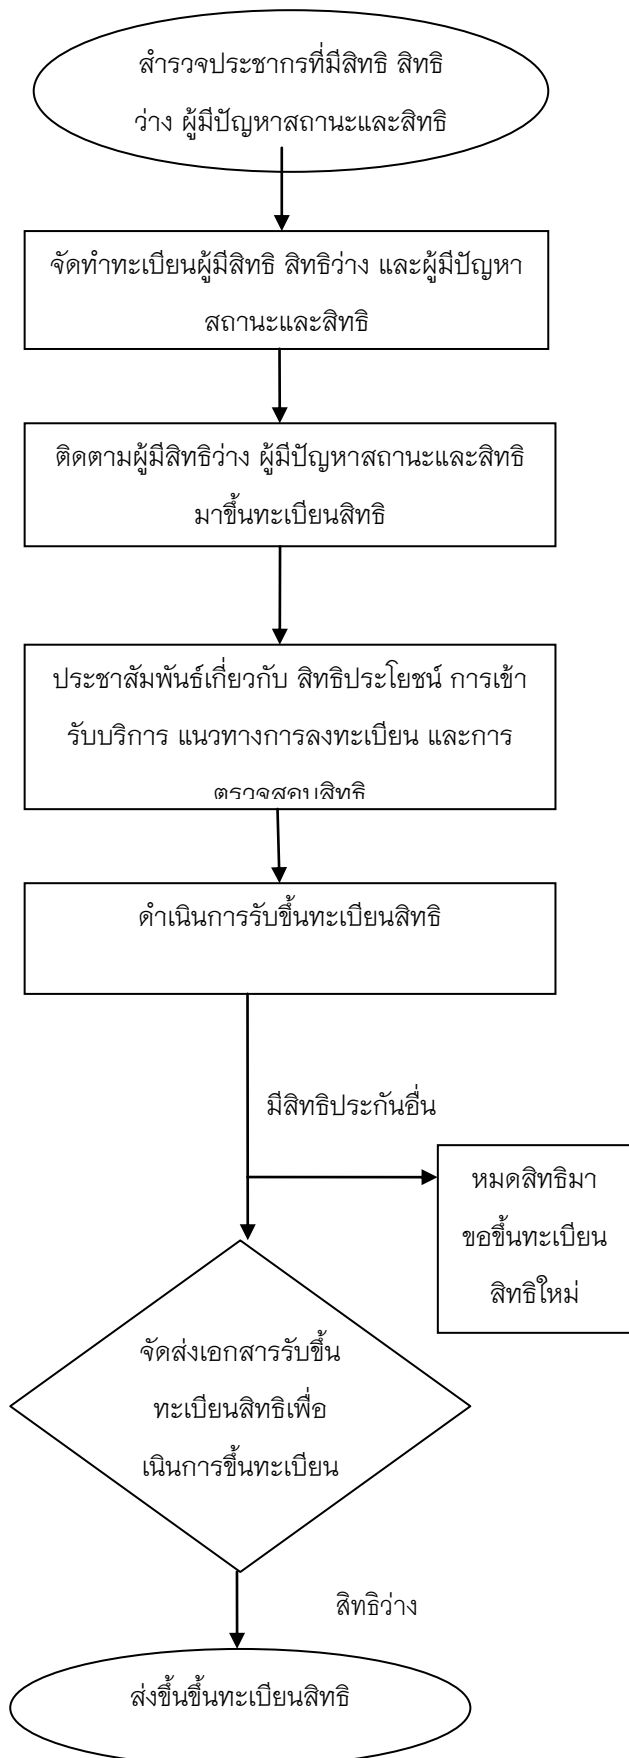 สำรวจประชากรที่มีสิทธิ สิทธิ
ว่าง ผู้มีปัญหาสถานะและสิทธิ
จัดทำทะเบียนผู้มีสิทธิ สิทธิว่าง และผู้มีปัญหา
สถานะและสิทธิ
ติดตามผู้มีสิทธิว่าง ผู้มีปัญหาสถานะและสิทธิ
มาขึ้นทะเบียนสิทธิ
ประชาสัมพันธ์เกี่ยวกับ สิทธิประโยชน์ การเข้า
รับบริการ แนวทางการลงทะเบียน และการ
ตรวจสอบสิทธิ
ดำเนินการรับขึ้นทะเบียนสิทธิ
มีสิทธิประกันอื่น
หมดสิทธิมา
ขอขึ้นทะเบียน
สิทธิใหม่
จัดส่งเอกสารรับขึ้น
ทะเบียนสิทธิเพื่อ
เนินการขึ้นทะเบียน
สิทธิว่าง
ส่งขึ้นขึ้นทะเบียนสิทธิ